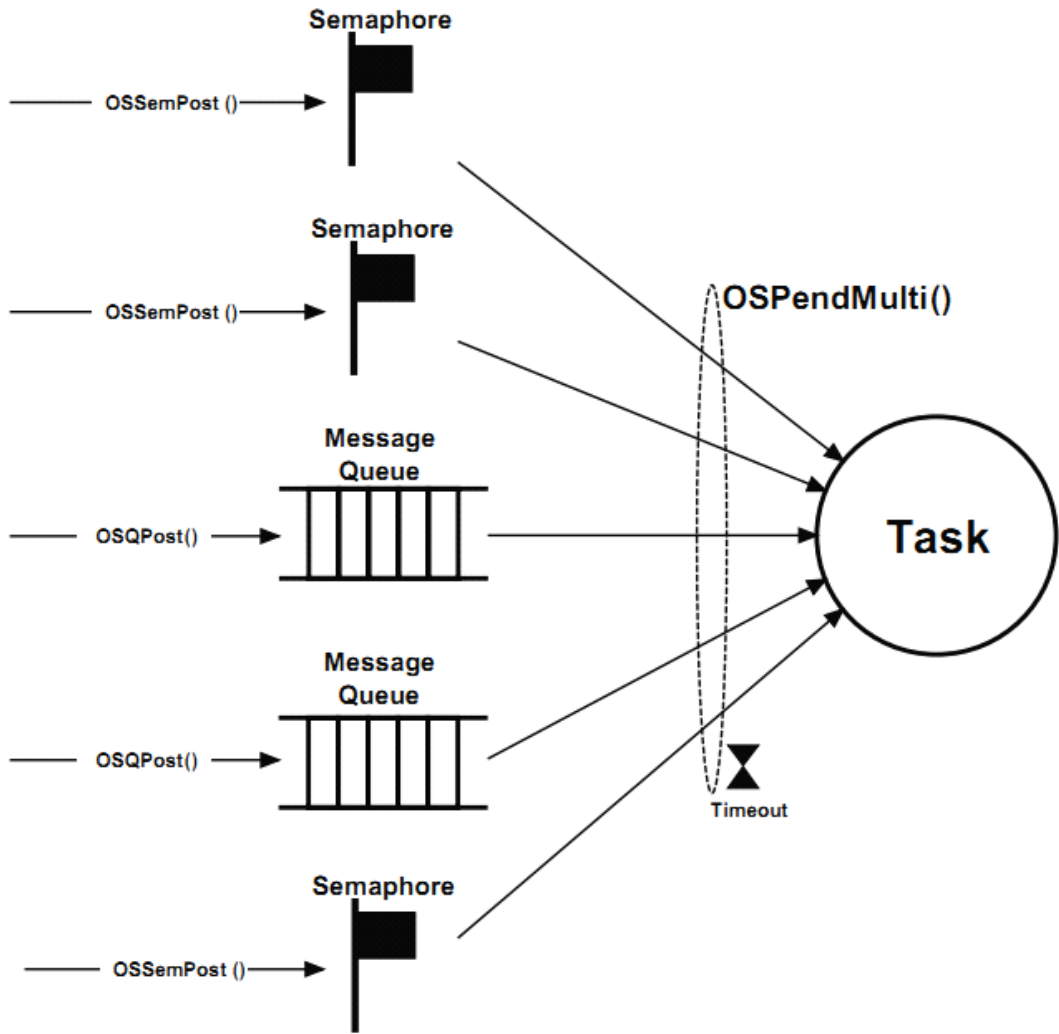 Semaphore
OSSemPost ()
Semaphore
OSSemPost ()
OSPendMulti()
Message
Queue
OSQPost()
Task
Message
Queue
OSQPost()
Timeout
Semaphore
OSSemPost ()